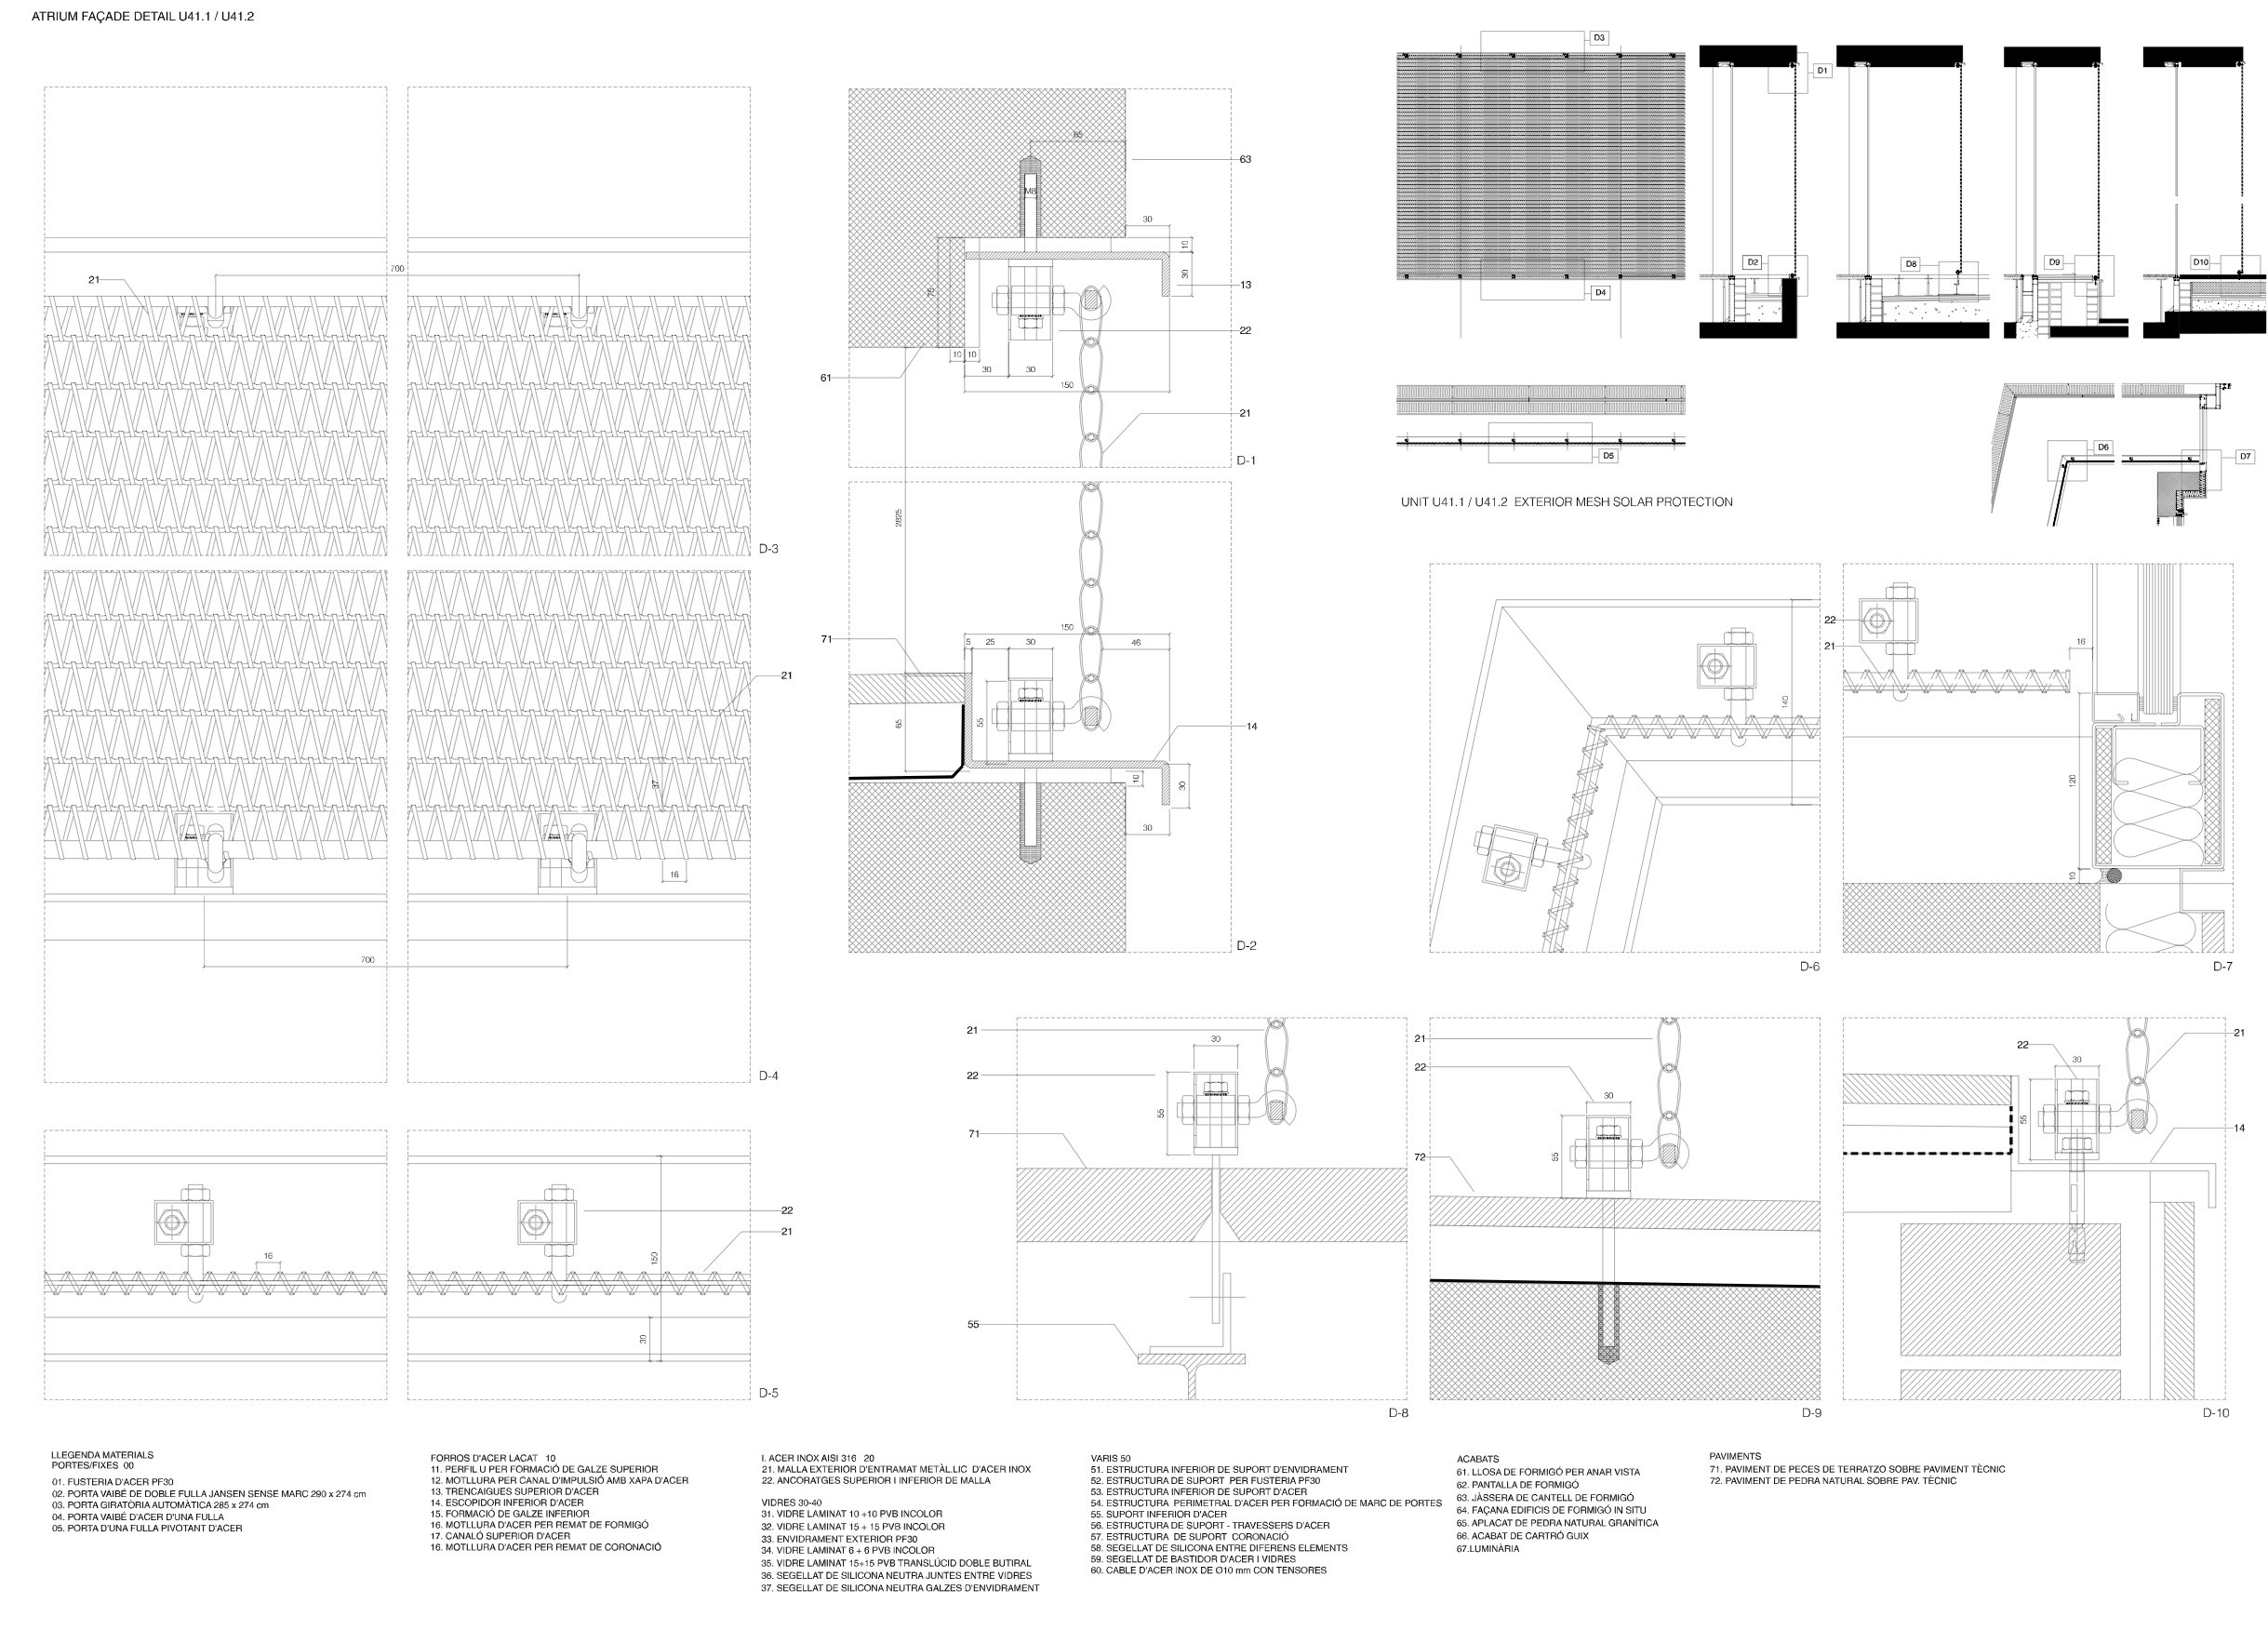 ATRIUM FAÇADE DETAIL U41.1 / U41.2
21
700
D-3
21
37
16
700
D-4
22
21
16
150
39
D-5
85
63
M8
30
10
30
13
75
22
10
10
30
30
150
61
21
D-1
2825
71
150
5
25
30
46
65
55
14
10
30
30
D-2
D3
D4
D1
D2
D8
D9
D10
D5
D6
D7
UNIT U41.1 / U41.2  EXTERIOR MESH SOLAR PROTECTION
140
D-6
22
21
16
120
10
D-7
21
30
22
55
71
55
D-8
21
22
30
55
72
D-9
21
22
30
55
14
D-10
LLEGENDA MATERIALS
PORTES/FIXES  00
01. FUSTERIA D'ACER PF30
02. PORTA VAIBÉ DE DOBLE FULLA JANSEN SENSE MARC 290 x 274 cm
03. PORTA GIRATÒRIA AUTOMÀTICA 285 x 274 cm
04. PORTA VAIBÉ D'ACER D'UNA FULLA
05. PORTA D'UNA FULLA PIVOTANT D'ACER
FORROS D'ACER LACAT  10
11. PERFIL U PER FORMACIÓ DE GALZE SUPERIOR
12. MOTLLURA PER CANAL D'IMPULSIÓ AMB XAPA D'ACER
13. TRENCAIGUES SUPERIOR D'ACER
14. ESCOPIDOR INFERIOR D'ACER
15. FORMACIÓ DE GALZE INFERIOR
16. MOTLLURA D'ACER PER REMAT DE FORMIGÓ
17. CANALÓ SUPERIOR D'ACER
16. MOTLLURA D'ACER PER REMAT DE CORONACIÓ
I. ACER INOX AISI 316  20
21. MALLA EXTERIOR D'ENTRAMAT METÀL.LIC  D'ACER INOX
22. ANCORATGES SUPERIOR I INFERIOR DE MALLA
VIDRES 30-40
31. VIDRE LAMINAT 10 +10 PVB INCOLOR
32. VIDRE LAMINAT 15 + 15 PVB INCOLOR
33. ENVIDRAMENT EXTERIOR PF30
34. VIDRE LAMINAT 6 + 6 PVB INCOLOR
35. VIDRE LAMINAT 15+15 PVB TRANSLÚCID DOBLE BUTIRAL
36. SEGELLAT DE SILICONA NEUTRA JUNTES ENTRE VIDRES
37. SEGELLAT DE SILICONA NEUTRA GALZES D'ENVIDRAMENT
VARIS 50
51. ESTRUCTURA INFERIOR DE SUPORT D'ENVIDRAMENT
52. ESTRUCTURA DE SUPORT  PER FUSTERIA PF30
53. ESTRUCTURA INFERIOR DE SUPORT D'ACER
54. ESTRUCTURA  PERIMETRAL D'ACER PER FORMACIÓ DE MARC DE PORTES
55. SUPORT INFERIOR D'ACER
56. ESTRUCTURA DE SUPORT - TRAVESSERS D'ACER
57. ESTRUCTURA  DE SUPORT  CORONACIÓ
58. SEGELLAT DE SILICONA ENTRE DIFERENS ELEMENTS
59. SEGELLAT DE BASTIDOR D'ACER I VIDRES
60. CABLE D'ACER INOX DE Ø10 mm CON TENSORES
ACABATS
61. LLOSA DE FORMIGÓ PER ANAR VISTA
62. PANTALLA DE FORMIGÓ
63. JÀSSERA DE CANTELL DE FORMIGÓ
64. FAÇANA EDIFICIS DE FORMIGÓ IN SITU
65. APLACAT DE PEDRA NATURAL GRANÍTICA
66. ACABAT DE CARTRÓ GUIX
67.LUMINÀRIA
PAVIMENTS
71. PAVIMENT DE PECES DE TERRATZO SOBRE PAVIMENT TÈCNIC
72. PAVIMENT DE PEDRA NATURAL SOBRE PAV. TÈCNIC